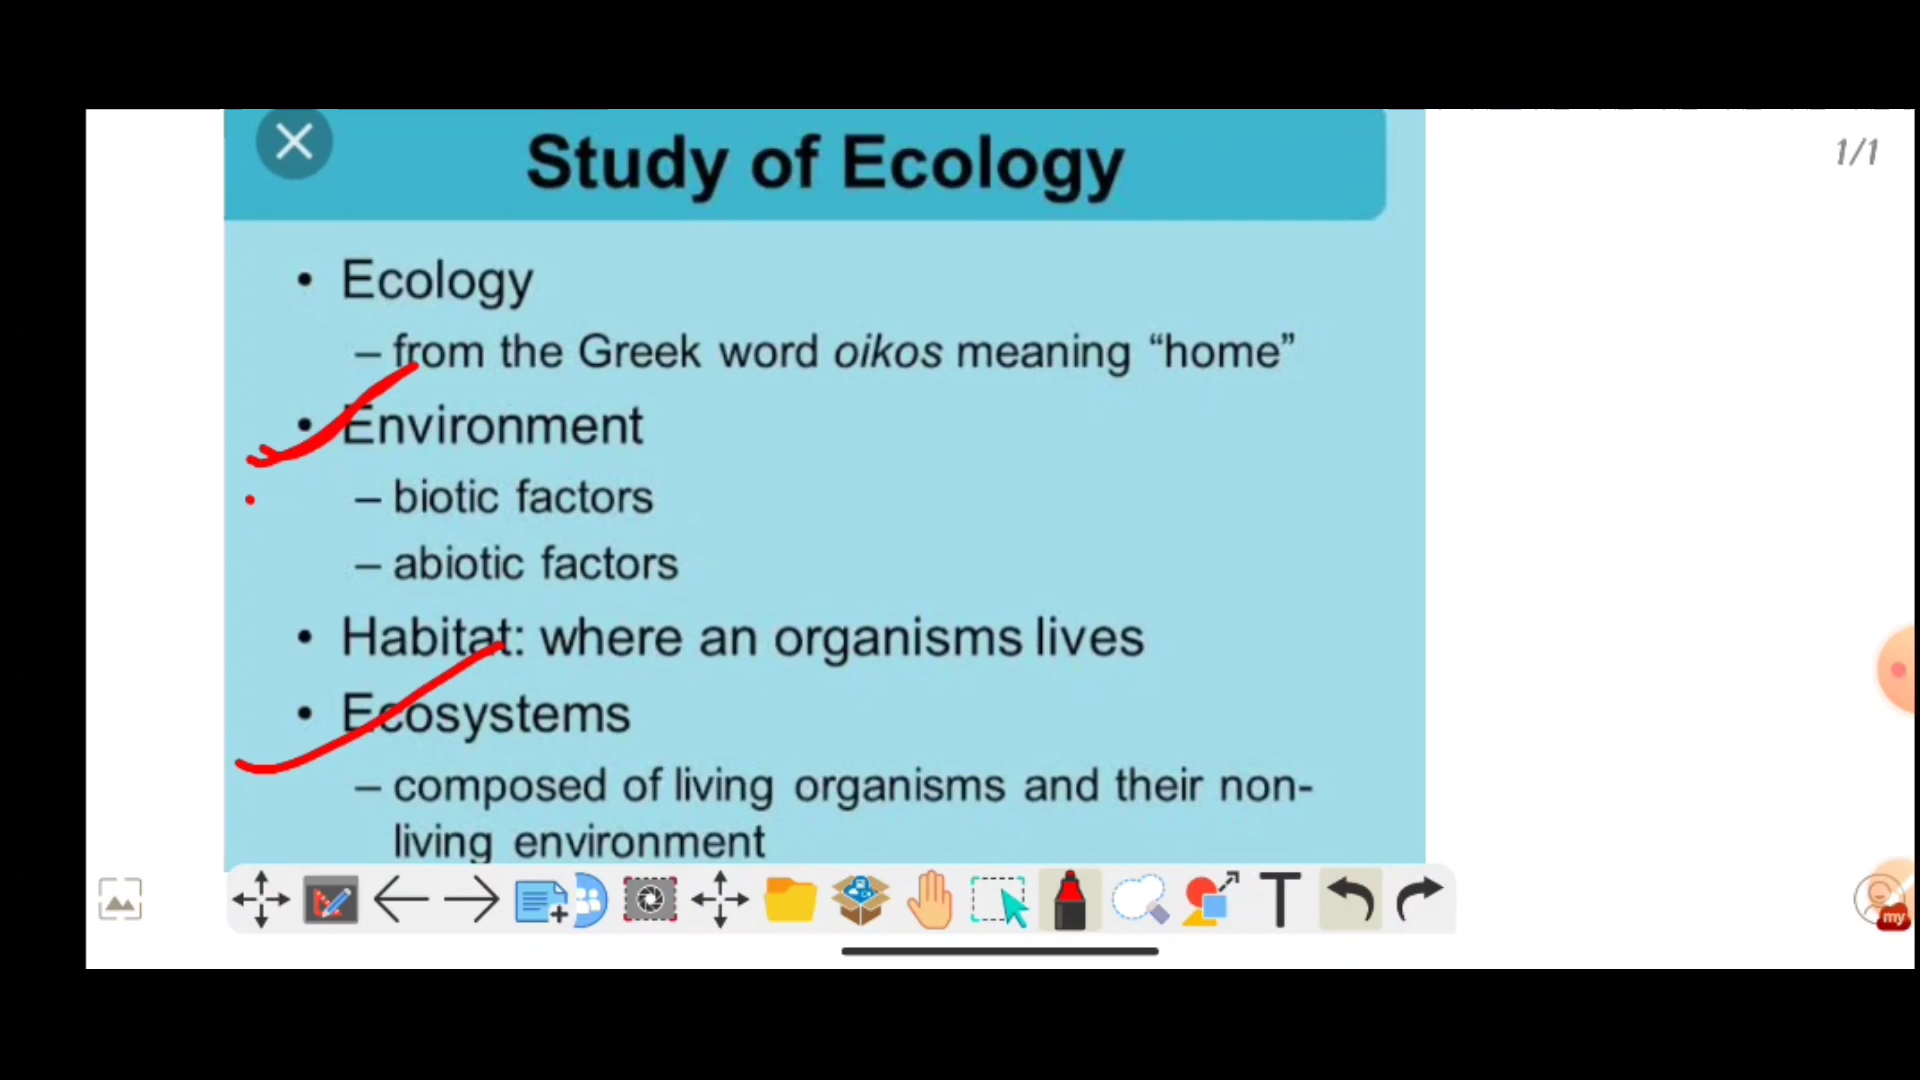 Study of Ecology
1/1
• Ecology
– from the Greek word oikos meaning “home”
• Environment
– biotic factors
– abiotic factors
• Habitat: where an organisms lives
• Ecosystems
– composed of living organisms and their non-
living environment
T
my